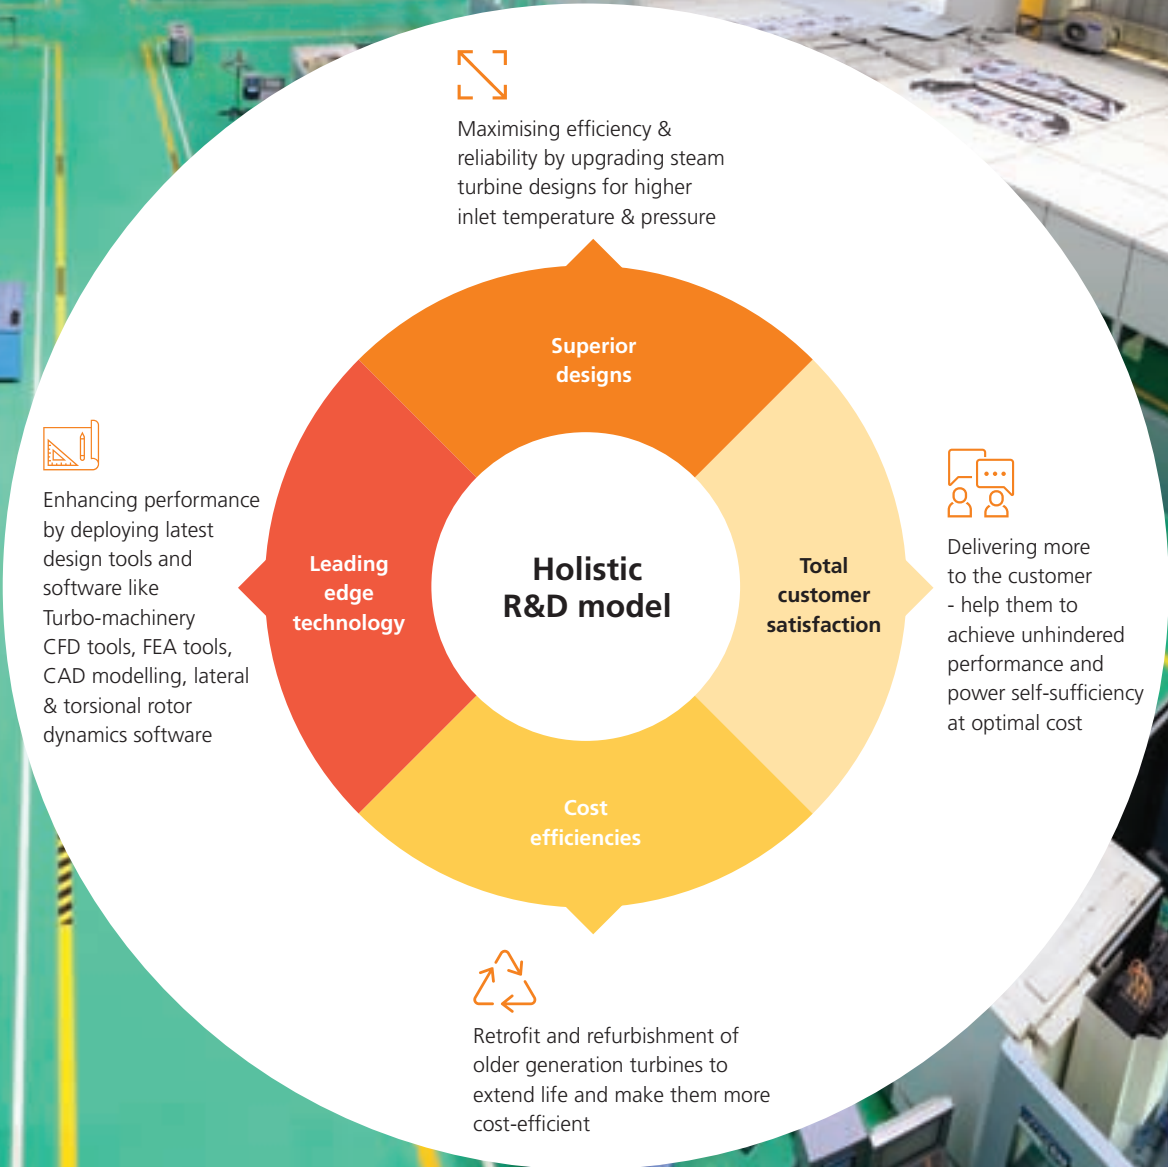 Maximising efficiency &
reliability by upgrading steam
turbine designs for higher
inlet temperature & pressure
Superior
designs
Enhancing performance
by deploying latest
design tools and
software like
Turbo-machinery
CFD tools, FEA tools,
CAD modelling, lateral
& torsional rotor
dynamics software
Leading
edge
technology
Holistic
R&D model
Total
customer
satisfaction
Delivering more
to the customer
- help them to
achieve unhindered
performance and
power self-sufficiency
at optimal cost
Cost
efficiencies
Retrofit and refurbishment of
older generation turbines to
extend life and make them more
cost-efficient